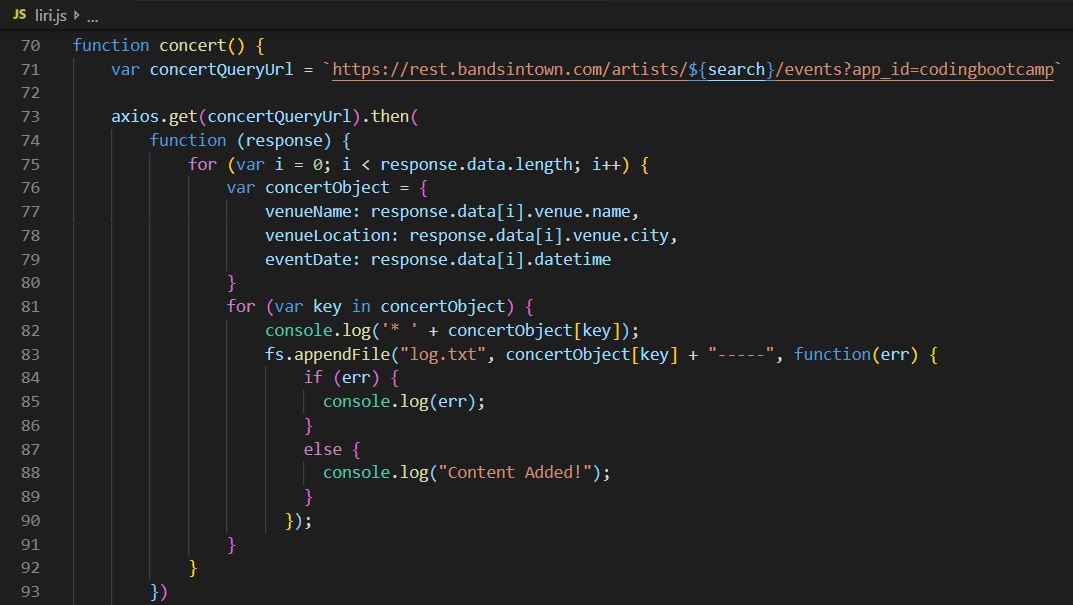 JS liri.js ▸ ...
70 function concert() {
71     var concertQueryUrl = `https://rest.bandsintown.com/artists/${search}/events?app_id=codingbootcamp`
72
73     axios.get(concertQueryUrl).then(
74         function (response) {
75             for (var i = 0; i < response.data.length; i++) {
76                 var concertObject = {
77                     venueName: response.data[i].venue.name,
78                     venueLocation: response.data[i].venue.city,
79                     eventDate: response.data[i].datetime
80                 }
81                 for (var key in concertObject) {
82                     console.log('* ' + concertObject[key]);
83                     fs.appendFile("log.txt", concertObject[key] + "-----", function(err) {
84                         if (err) {
85                           console.log(err);
86                         }
87                         else {
88                           console.log("Content Added!");
89                         }
90                       });
91                 }
92             }
93         })